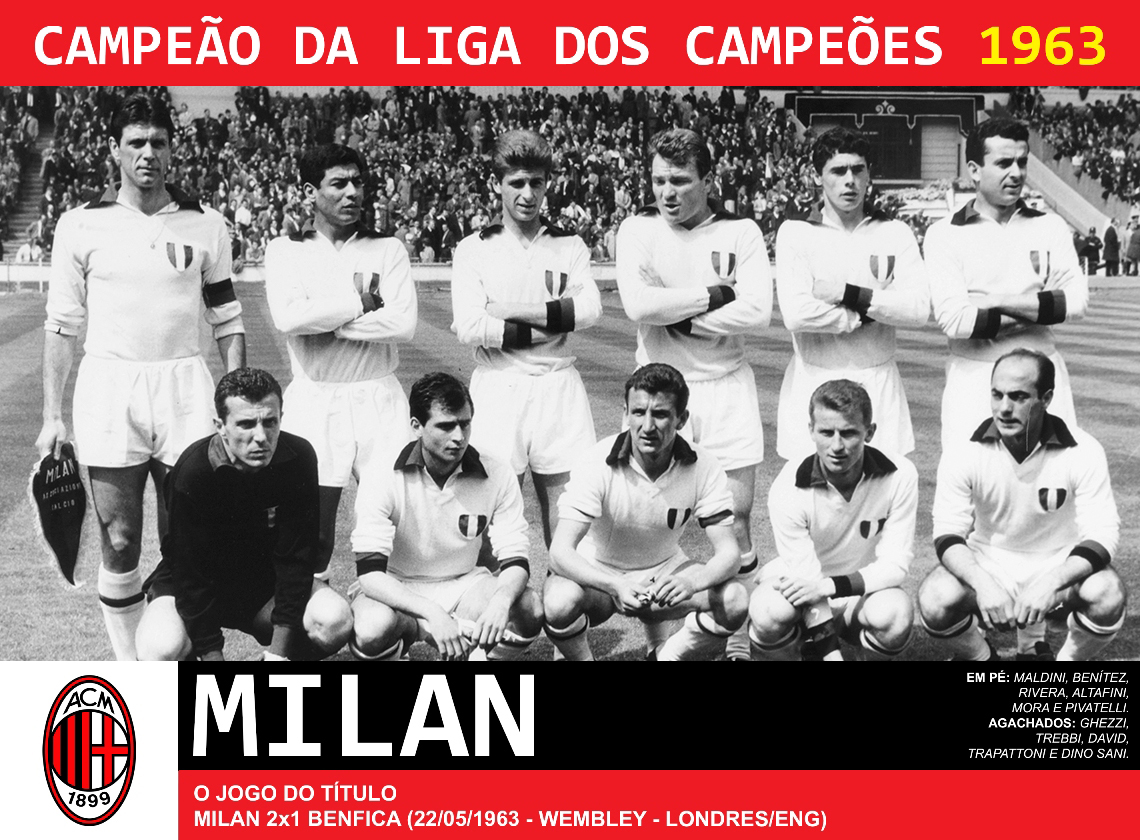 CAMPEÃO DA LIGA DOS CAMPEÕES 1963
MILAN
ACM
1899
MILAN
EM PÉ: MALDINI, BENÍTEZ,
RIVERA, ALTAFINI,
MORA E PIVATELLI.
AGACHADOS: GHEZZI,
TREBBI, DAVID,
TRAPATTONI E DINO SANI.
O JOGO DO TÍTULO
MILAN 2x1 BENFICA (22/05/1963 - WEMBLEY - LONDRES/ENG)